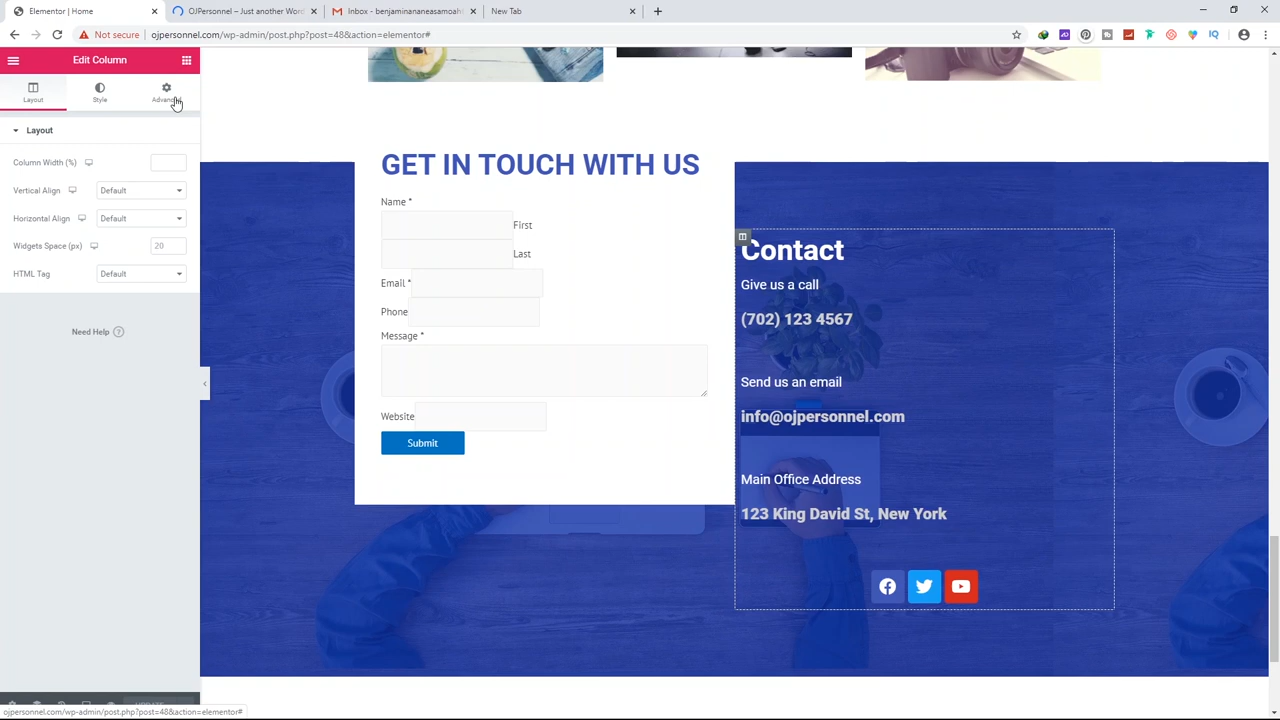 Elementor | Home
OJPersonnel – Just another Word
Inbox - benjaminananeasamoah
New Tab
Not secure
ojpersonnel.com/wp-admin/post.php?post=48&action=elementor#
Edit Column
Layout
Style
Advanced
Layout
Column Width (%)
Vertical Align
Default
Horizontal Align
Default
Widgets Space (px)
20
HTML Tag
Default
Need Help
UPDATE
ojpersonnel.com/wp-admin/post.php?post=48&action=elementor#
GET IN TOUCH WITH US
Name *
First
Last
Email *
Phone
Message *
Website
Submit
Contact
Give us a call
(702) 123 4567
Send us an email
info@ojpersonnel.com
Main Office Address
123 King David St, New York